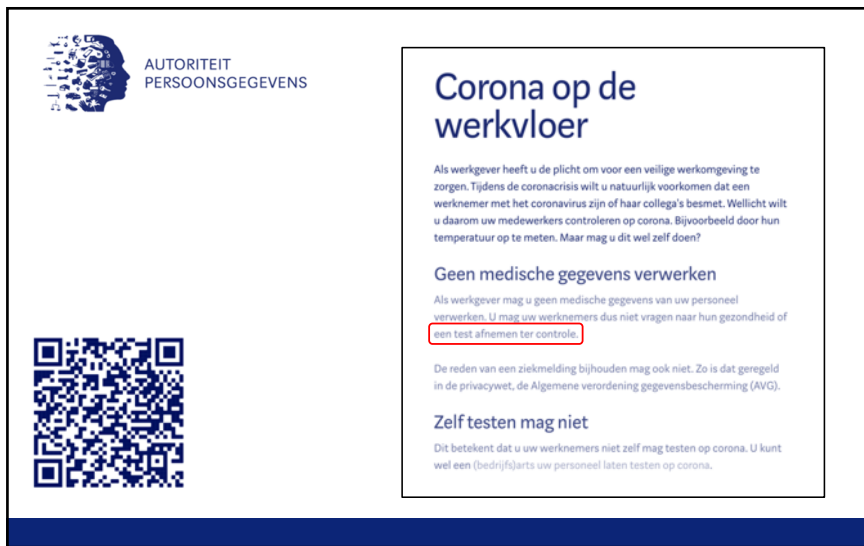 AUTORITEIT
PERSOONSGEGEVENS
Corona op de
werkvloer
Als werkgever heeft u de plicht om voor een veilige werkomgeving te
zorgen. Tijdens de coronacrisis wilt u natuurlijk voorkomen dat een
werknemer met het coronavirus zijn of haar collega's besmet. Wellicht wilt
u daarom uw medewerkers controleren op corona. Bijvoorbeeld door hun
temperatuur op te meten. Maar mag u dit wel zelf doen?
Geen medische gegevens verwerken
Als werkgever mag u geen medische gegevens van uw personeel
verwerken. U mag uw werknemers dus niet vragen naar hun gezondheid of
een test afnemen ter controle.
De reden van een ziekmelding bijhouden mag ook niet. Zo is dat geregeld
in de privacywet, de Algemene verordening gegevensbescherming (AVG).
Zelf testen mag niet
Dit betekent dat u uw werknemers niet zelf mag testen op corona. U kunt
wel een (bedrijfs)arts uw personeel laten testen op corona.